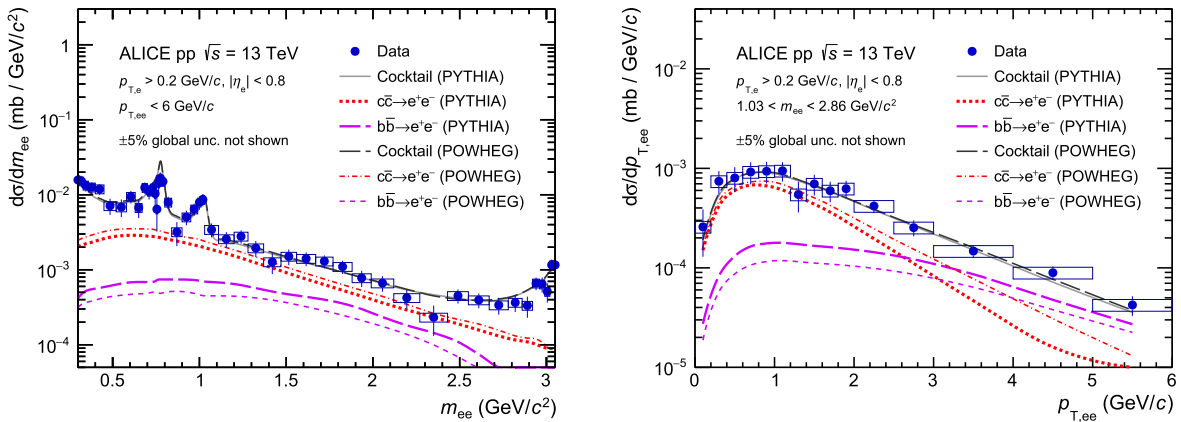 dσ/dm_ee (mb / GeV/c²)
1
10⁻¹
10⁻²
10⁻³
10⁻⁴
ALICE pp √s = 13 TeV
p_T,e > 0.2 GeV/c, |η_e| < 0.8
p_T,ee < 6 GeV/c
±5% global unc. not shown
Data
Cocktail (PYTHIA)
cc̄→e⁺e⁻ (PYTHIA)
bb̄→e⁺e⁻ (PYTHIA)
Cocktail (POWHEG)
cc̄→e⁺e⁻ (POWHEG)
bb̄→e⁺e⁻ (POWHEG)
0.5 1 1.5 2 2.5 3
m_ee (GeV/c²)
dσ/dp_T,ee (mb / GeV/c)
10⁻¹
10⁻²
10⁻³
10⁻⁴
10⁻⁵
ALICE pp √s = 13 TeV
p_T,e > 0.2 GeV/c, |η_e| < 0.8
1.03 < m_ee < 2.86 GeV/c²
±5% global unc. not shown
Data
Cocktail (PYTHIA)
cc̄→e⁺e⁻ (PYTHIA)
bb̄→e⁺e⁻ (PYTHIA)
Cocktail (POWHEG)
cc̄→e⁺e⁻ (POWHEG)
bb̄→e⁺e⁻ (POWHEG)
0 1 2 3 4 5 6
p_T,ee (GeV/c)